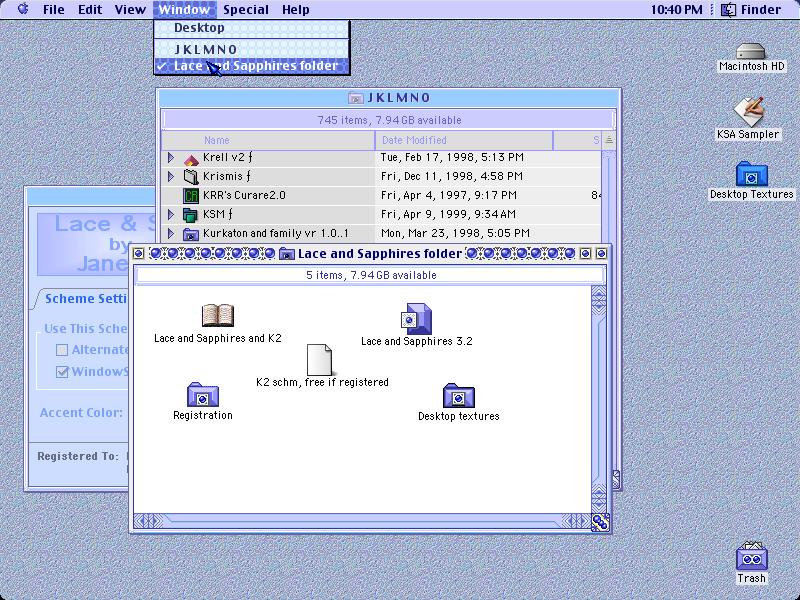 File Edit View Window Special Help 10:40 PM Finder
Desktop
JKLMNO
✓ Lace and Sapphires folder
Macintosh HD
KSA Sampler
Desktop Textures
Trash
JKLMNO
745 items, 7.94 GB available
Name Date Modified S
Krell v2 ƒ Tue, Feb 17, 1998, 5:13 PM
Krismis ƒ Fri, Dec 11, 1998, 4:58 PM
KRR's Curare2.0 Fri, Apr 4, 1997, 9:17 PM 84
KSM ƒ Fri, Apr 9, 1999, 9:34 AM
Kurkaton and family vr 1.0..1 Mon, Mar 23, 1998, 5:05 PM
Lace & S
by
Jane
Scheme Setti
Use This Sche
Alternate
WindowS
Accent Color:
Registered To:
Lace and Sapphires folder
5 items, 7.94 GB available
Lace and Sapphires and K2
Lace and Sapphires 3.2
K2 schm, free if registered
Registration
Desktop textures